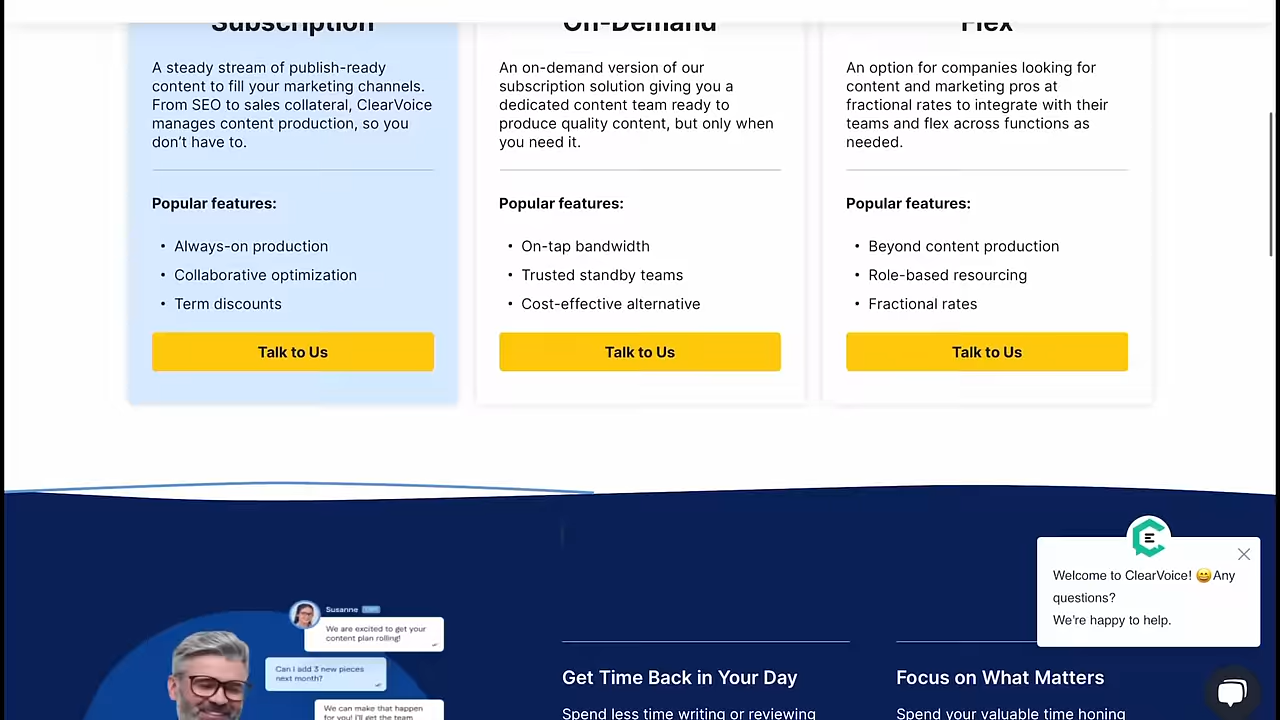 Subscription
On-Demand
Flex
A steady stream of publish-ready
content to fill your marketing channels.
From SEO to sales collateral, ClearVoice
manages content production, so you
don't have to.
An on-demand version of our
subscription solution giving you a
dedicated content team ready to
produce quality content, but only when
you need it.
An option for companies looking for
content and marketing pros at
fractional rates to integrate with their
teams and flex across functions as
needed.
Popular features:
• Always-on production
• Collaborative optimization
• Term discounts
Popular features:
• On-tap bandwidth
• Trusted standby teams
• Cost-effective alternative
Popular features:
• Beyond content production
• Role-based resourcing
• Fractional rates
Talk to Us
Talk to Us
Talk to Us
Welcome to ClearVoice! 😄Any
questions?
We're happy to help.
Susanne
We are excited to get your
content plan rolling!
Can I add 3 new pieces
next month?
We can make that happen
for you! I'll get the team
Get Time Back in Your Day
Spend less time writing or reviewing
Focus on What Matters
Spend your valuable time honing